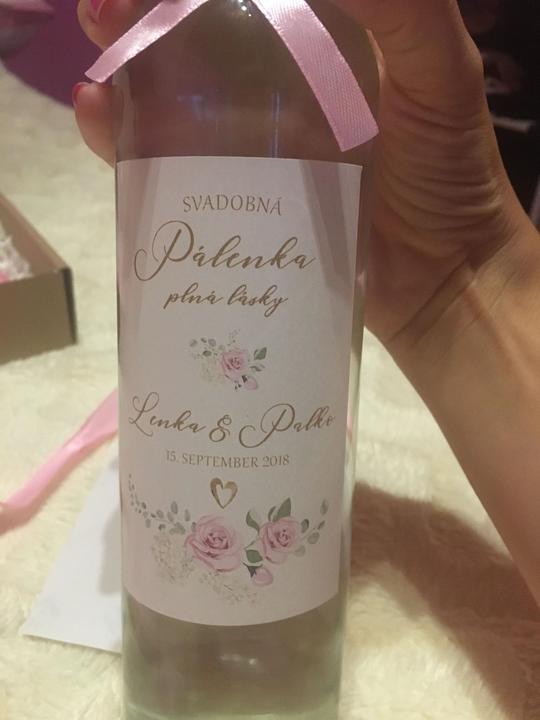 SVADOBNÁ
Pálenka
plná lásky
Lenka & Palko
15. SEPTEMBER 2018